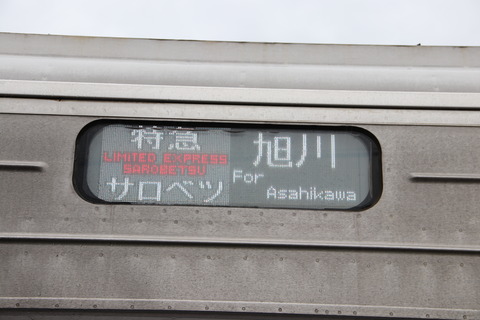 特急
LIMITED EXPRESS
SAROBETSU
サロベツ
旭川
For
Asahikawa